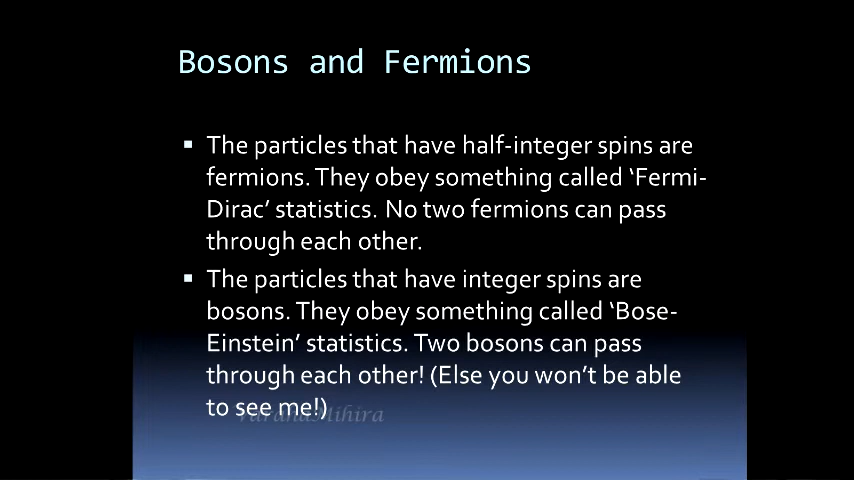 Bosons and Fermions
▪ The particles that have half-integer spins are
fermions. They obey something called ‘Fermi-
Dirac’ statistics. No two fermions can pass
through each other.
▪ The particles that have integer spins are
bosons. They obey something called ‘Bose-
Einstein’ statistics. Two bosons can pass
through each other! (Else you won’t be able
to see me!)